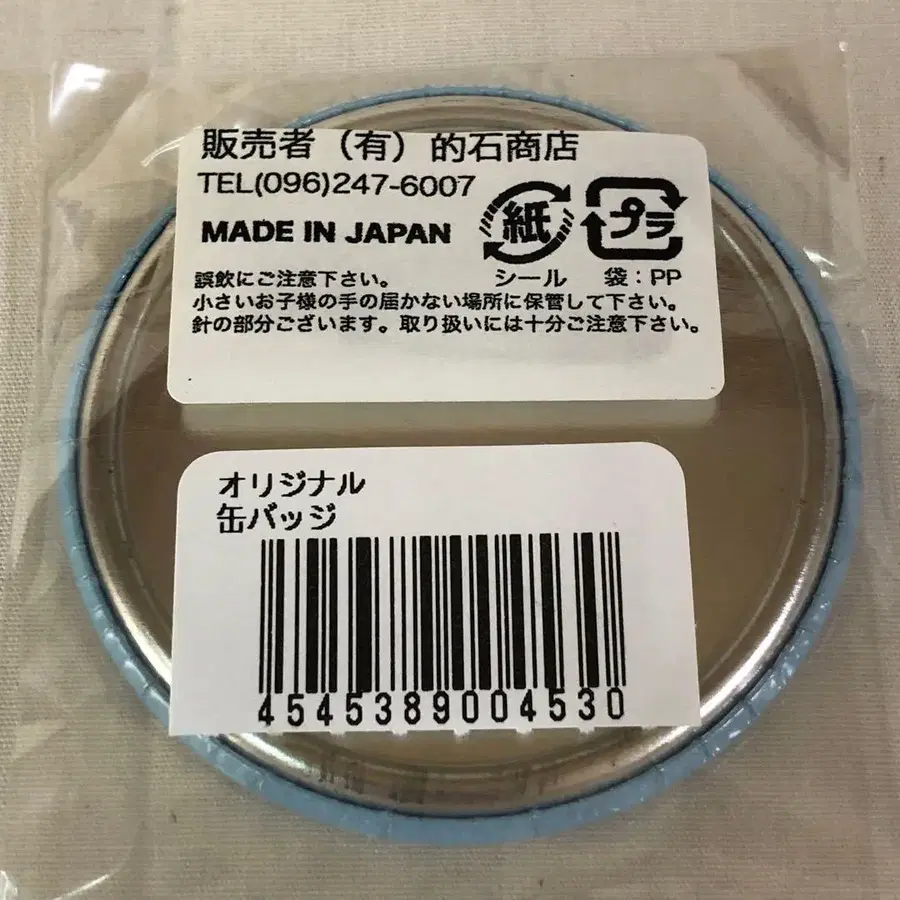 販売者（有）的石商店
TEL(096)247-6007
MADE IN JAPAN
紙
プラ
シール 袋：PP
誤飲にご注意下さい。
小さいお子様の手の届かない場所に保管して下さい。
針の部分ございます。取り扱いには十分ご注意下さい。
オリジナル
缶バッジ
4545389004530